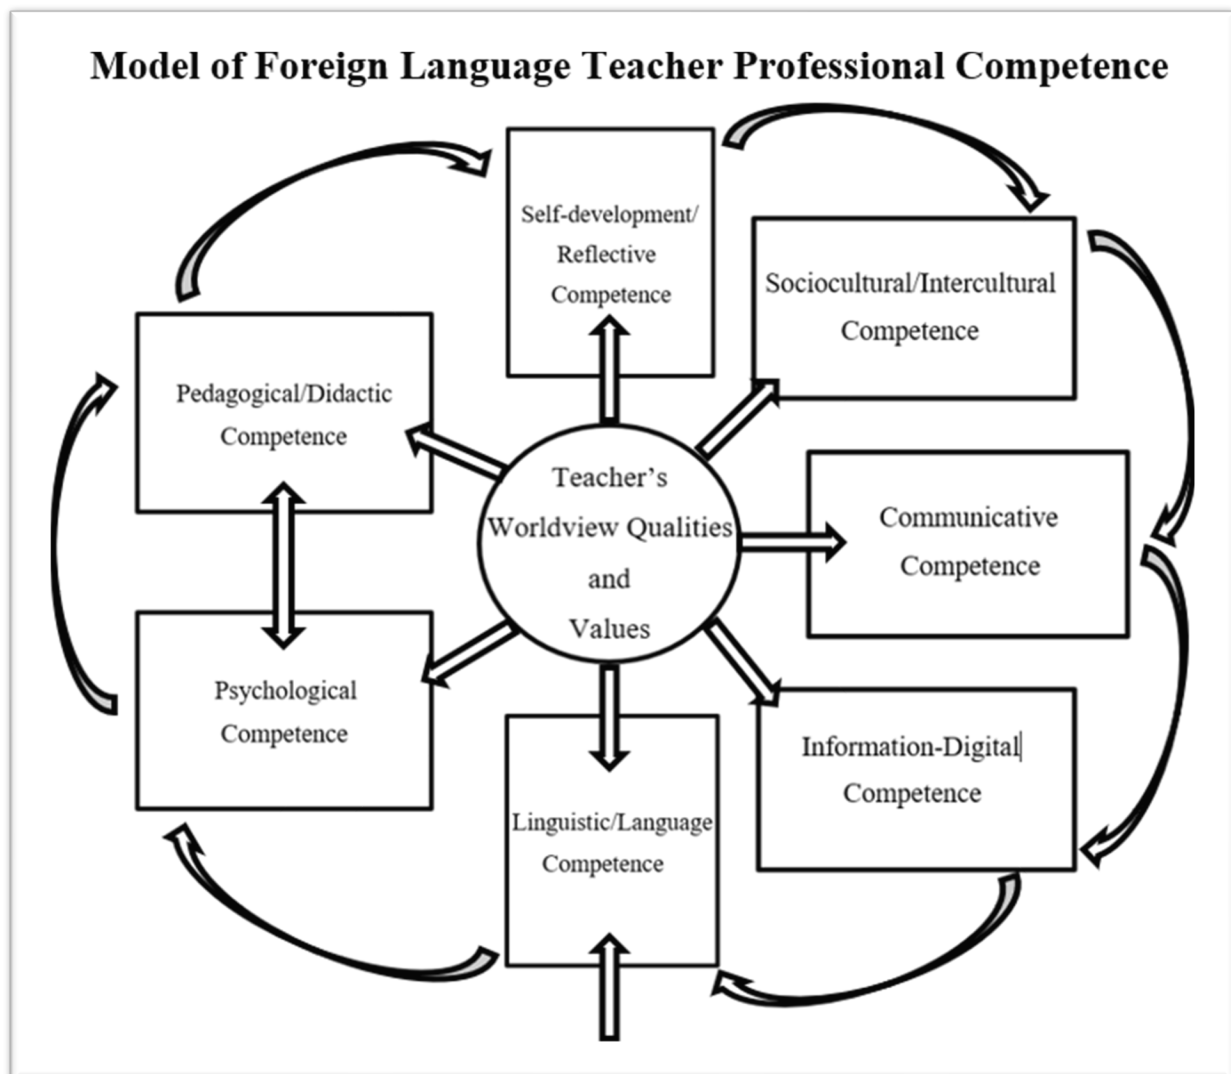 Model of Foreign Language Teacher Professional Competence
Self-development/
Reflective
Competence
Sociocultural/Intercultural
Competence
Pedagogical/Didactic
Competence
Teacher’s
Worldview Qualities
and
Values
Communicative
Competence
Psychological
Competence
Information-Digital
Competence
Linguistic/Language
Competence